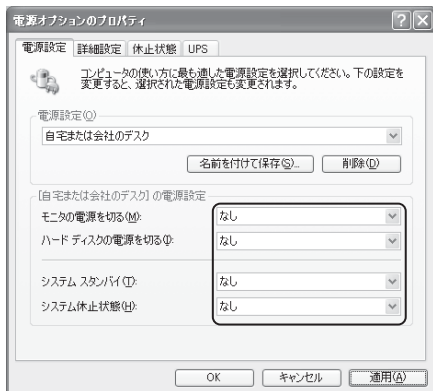 電源オプションのプロパティ
電源設定 詳細設定 休止状態 UPS
コンピュータの使い方に最も適した電源設定を選択してください。下の設定を
変更すると、選択された電源設定も変更されます。
電源設定(O)
自宅または会社のデスク
名前を付けて保存(S)... 削除(D)
[自宅または会社のデスク] の電源設定
モニタの電源を切る(M): なし
ハード ディスクの電源を切る(I): なし
システム スタンバイ(T): なし
システム休止状態(H): なし
OK キャンセル 適用(A)